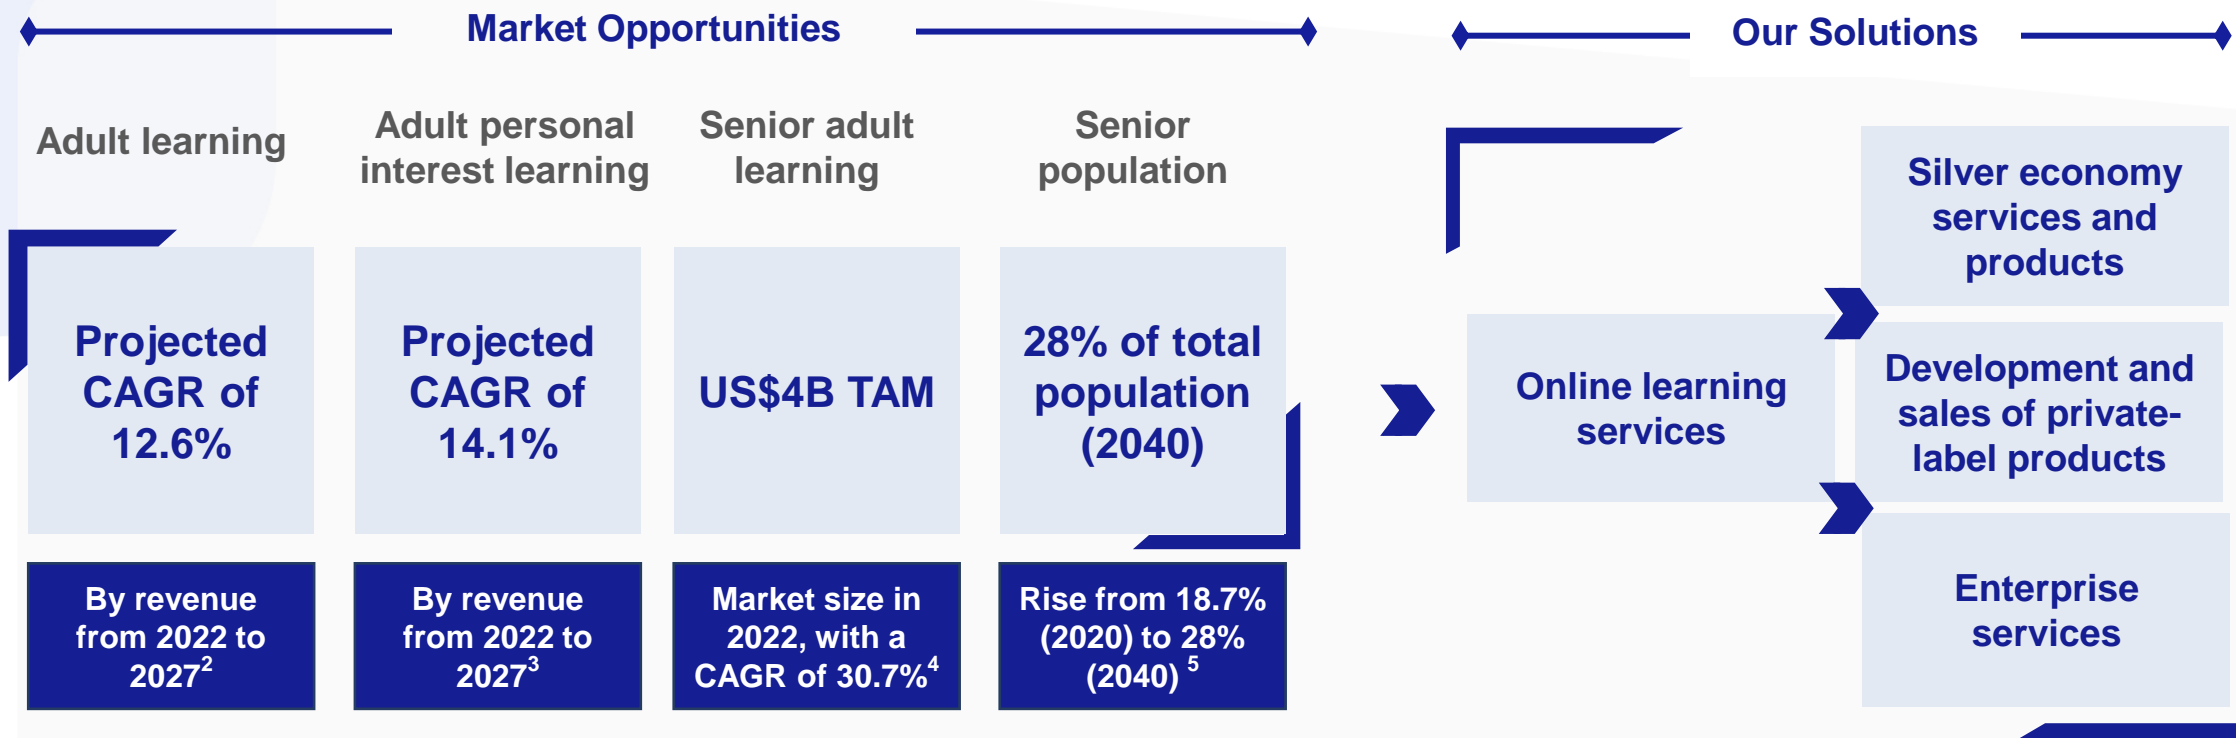 Market Opportunities
Our Solutions
Adult learning
Adult personal
interest learning
Senior adult
learning
Senior
population
Projected
CAGR of
12.6%
Projected
CAGR of
14.1%
US$4B TAM
28% of total
population
(2040)
By revenue
from 2022 to
2027²
By revenue
from 2022 to
2027³
Market size in
2022, with a
CAGR of 30.7%⁴
Rise from 18.7%
(2020) to 28%
(2040) ⁵
Online learning
services
Silver economy
services and
products
Development and
sales of private-
label products
Enterprise
services